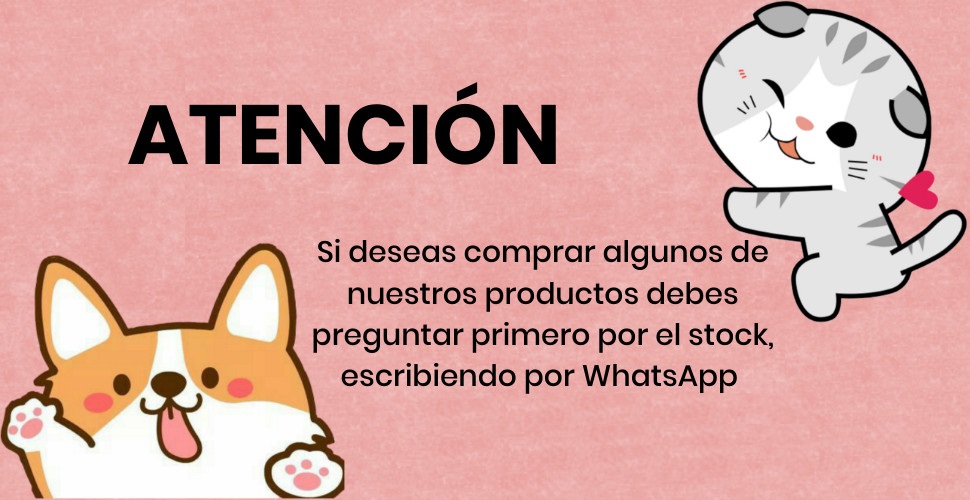 ATENCIÓN
Si deseas comprar algunos de
nuestros productos debes
preguntar primero por el stock,
escribiendo por WhatsApp